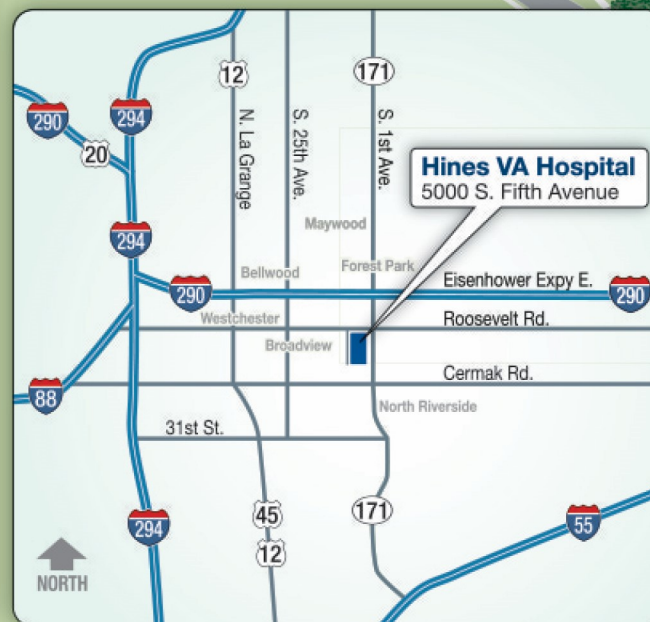 12
171
290
294
20
N. La Grange
S. 25th Ave.
S. 1st Ave.
Hines VA Hospital
5000 S. Fifth Avenue
Maywood
294
Bellwood
Forest Park
Eisenhower Expy E.
290
290
Westchester
Roosevelt Rd.
Broadview
Cermak Rd.
88
North Riverside
31st St.
45
171
294
55
12
NORTH